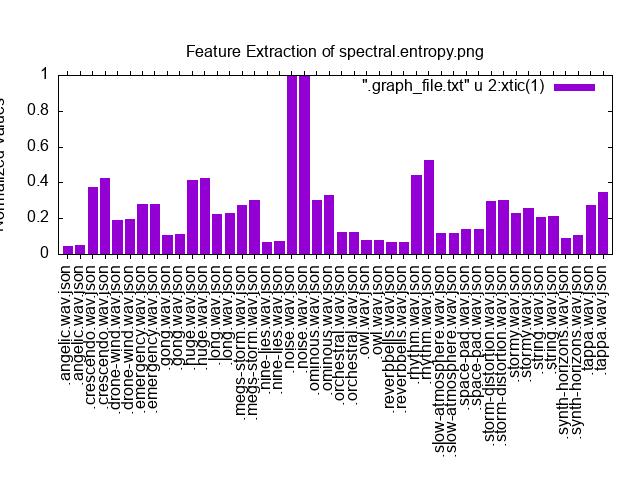 Feature Extraction of spectral.entropy.png
".graph_file.txt" u 2:xtic(1)
Normalized Values
1
0.8
0.6
0.4
0.2
0
.angelic.wav.json
.angelic.wav.json
.crescendo.wav.json
.crescendo.wav.json
.drone-wind.wav.json
.drone-wind.wav.json
.emergency.wav.json
.emergency.wav.json
.gong.wav.json
.gong.wav.json
.huge.wav.json
.huge.wav.json
.jong.wav.json
.jong.wav.json
.megs-storm.wav.json
.megs-storm.wav.json
.nine-lies.wav.json
.nine-lies.wav.json
.noise.wav.json
.noise.wav.json
.ominous.wav.json
.ominous.wav.json
.orchestral.wav.json
.orchestral.wav.json
.owl.wav.json
.owl.wav.json
.reverbbells.wav.json
.reverbbells.wav.json
.rhythm.wav.json
.rhythm.wav.json
.slow-atmosphere.wav.json
.slow-atmosphere.wav.json
.space-pad.wav.json
.space-pad.wav.json
.storm-distortion.wav.json
.storm-distortion.wav.json
.stormy.wav.json
.stormy.wav.json
.string.wav.json
.string.wav.json
.synth-horizons.wav.json
.synth-horizons.wav.json
.tappa.wav.json
.tappa.wav.json